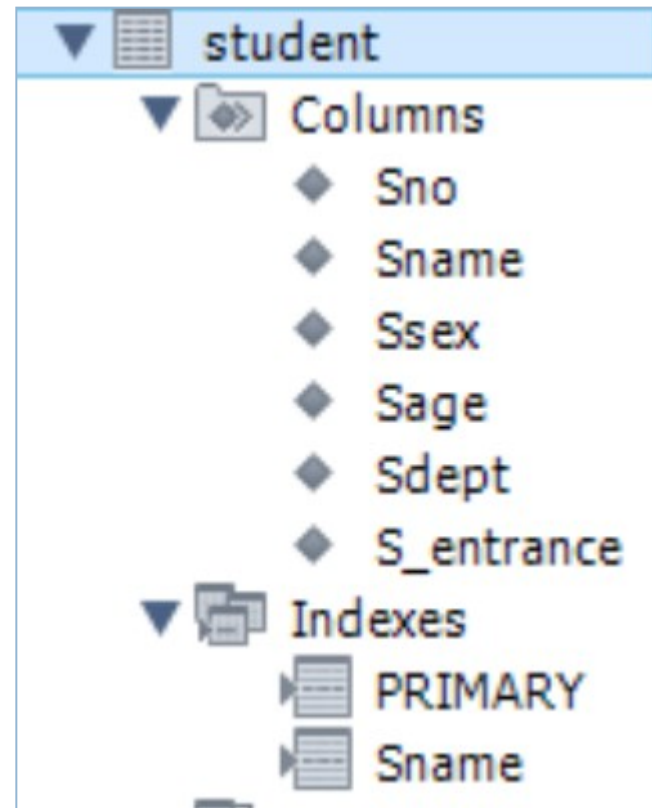 student
Columns
Sno
Sname
Ssex
Sage
Sdept
S_entrance
Indexes
PRIMARY
Sname